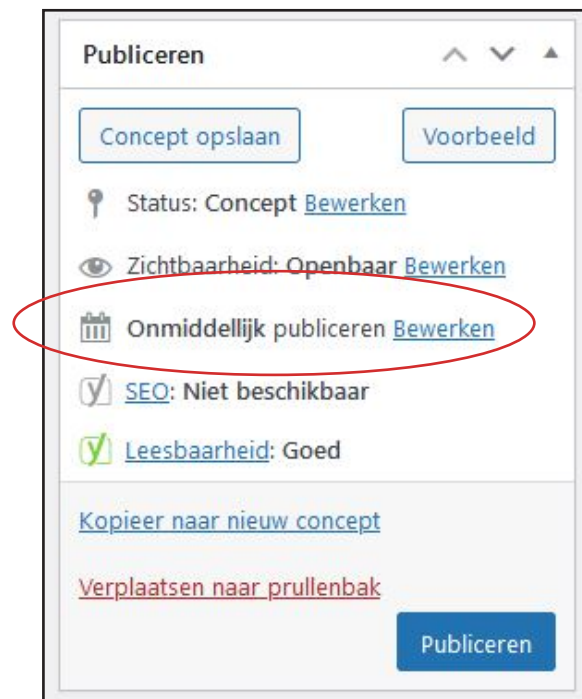 Publiceren
Concept opslaan Voorbeeld
Status: Concept Bewerken
Zichtbaarheid: Openbaar Bewerken
Onmiddellijk publiceren Bewerken
SEO: Niet beschikbaar
Leesbaarheid: Goed
Kopieer naar nieuw concept
Verplaatsen naar prullenbak
Publiceren